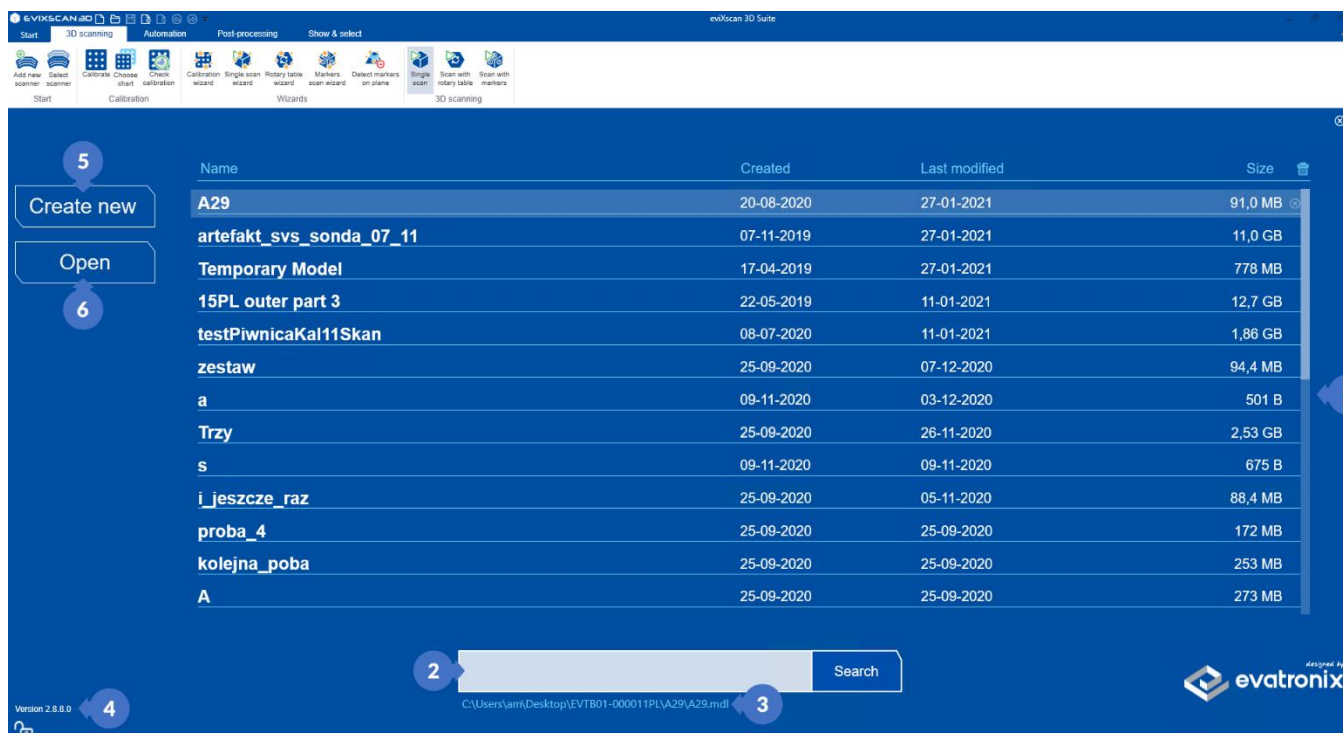 EVIXSCAN3D
eviXscan 3D Suite
Start 3D scanning Automation Post-processing Show & select
Add new scanner Select scanner Calibrate Choose chart Check calibration Calibration wizard Single scan wizard Rotary table wizard Markers scan wizard Detect markers on plane Single scan Scan with rotary table Scan with markers
Start Calibration Wizards 3D scanning
5
Name Created Last modified Size
Create new
A29 20-08-2020 27-01-2021 91,0 MB
artefakt_svs_sonda_07_11 07-11-2019 27-01-2021 11,0 GB
Open
Temporary Model 17-04-2019 27-01-2021 778 MB
6
15PL outer part 3 22-05-2019 11-01-2021 12,7 GB
testPiwnicaKal11Skan 08-07-2020 11-01-2021 1,86 GB
zestaw 25-09-2020 07-12-2020 94,4 MB
a 09-11-2020 03-12-2020 501 B
Trzy 25-09-2020 26-11-2020 2,53 GB
s 09-11-2020 09-11-2020 675 B
i_jeszcze_raz 25-09-2020 05-11-2020 88,4 MB
proba_4 25-09-2020 25-09-2020 172 MB
kolejna_poba 25-09-2020 25-09-2020 253 MB
A 25-09-2020 25-09-2020 273 MB
2 Search
designed by
evatronix
C:\Users\am\Desktop\EVTB01-000011PL\A29\A29.mdl 3
Version 2.8.8.0 4